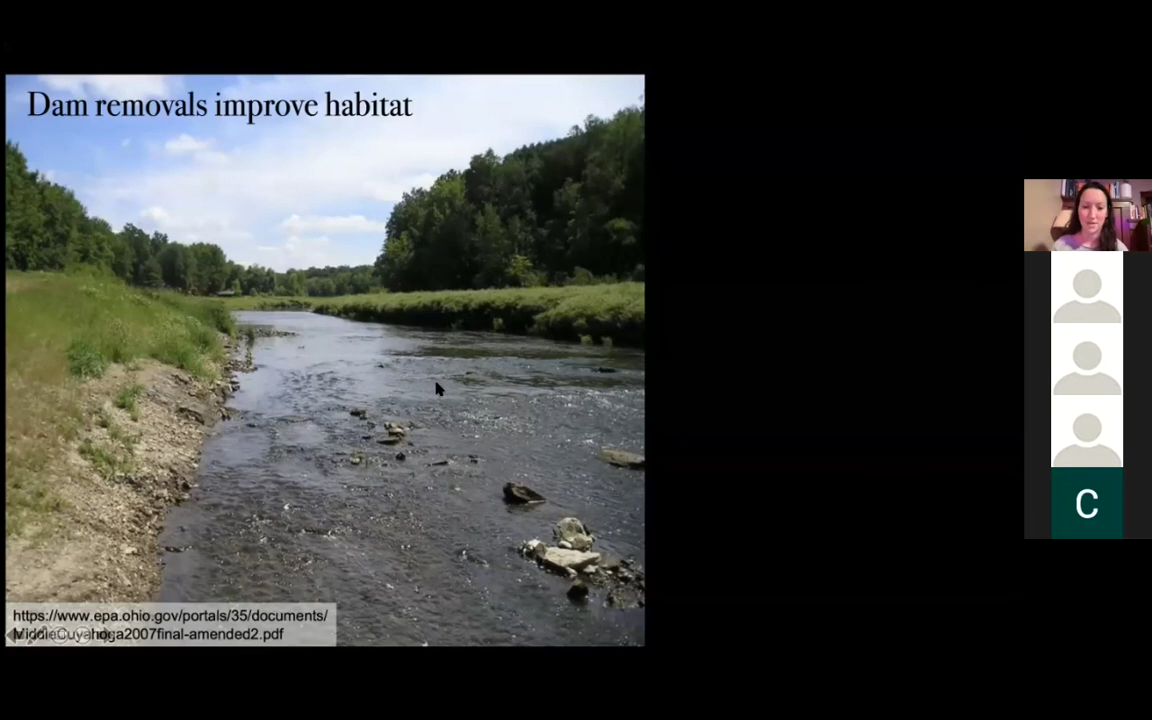 Dam removals improve habitat
https://www.epa.ohio.gov/portals/35/documents/
MiddleCuyahoga2007final-amended2.pdf
C